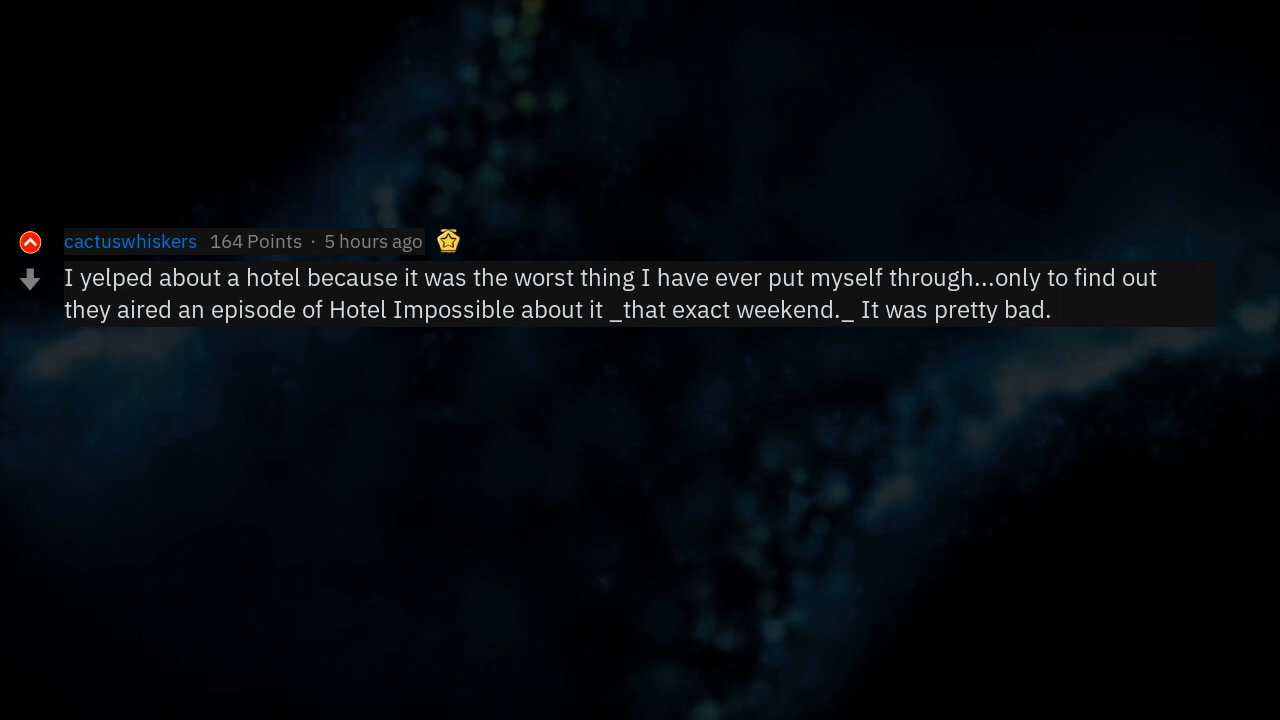 cactuswhiskers 164 Points · 5 hours ago
I yelped about a hotel because it was the worst thing I have ever put myself through...only to find out
they aired an episode of Hotel Impossible about it _that exact weekend._ It was pretty bad.